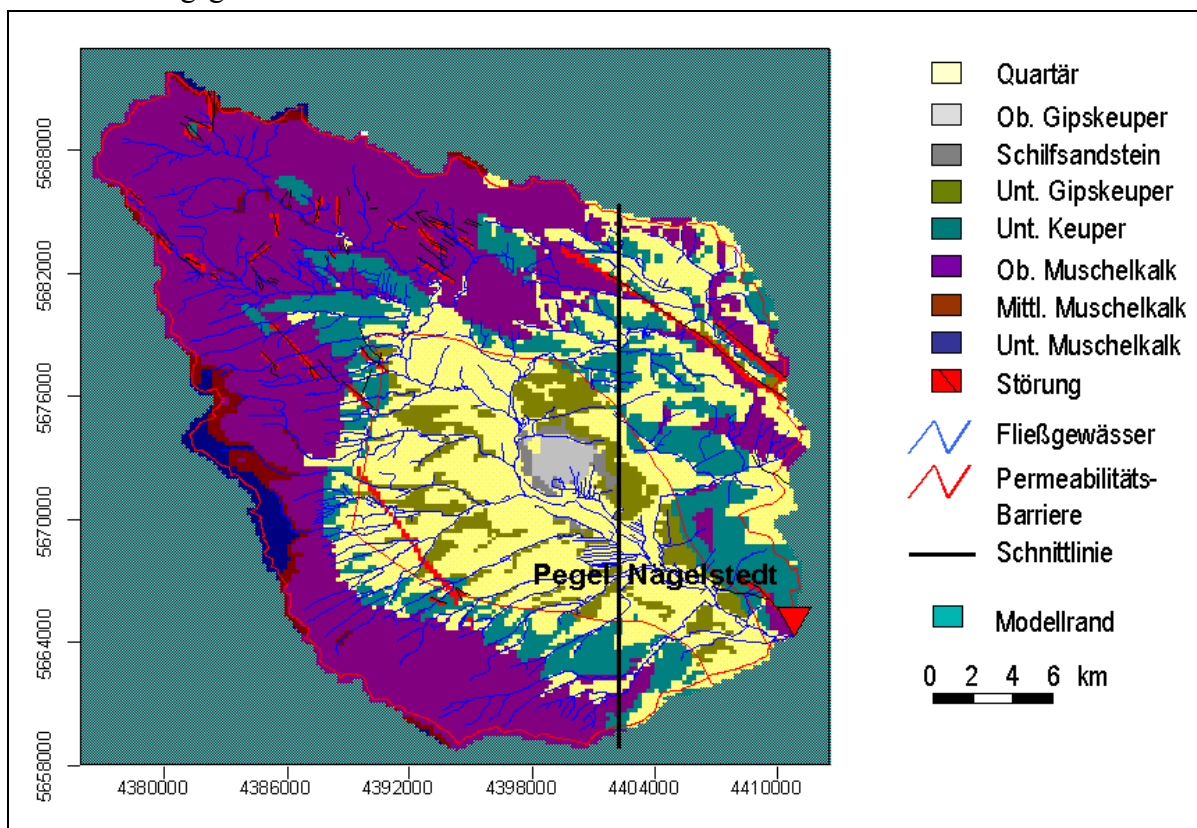 Quartär
Ob. Gipskeuper
Schilfsandstein
Unt. Gipskeuper
Unt. Keuper
Ob. Muschelkalk
Mittl. Muschelkalk
Unt. Muschelkalk
Störung
Fließgewässer
Permeabilitäts-
Barriere
Schnittlinie
Modellrand
0 2 4 6 km
5688000
5682000
5676000
5670000
5664000
5658000
Pegel Nägelstedt
4380000 4386000 4392000 4398000 4404000 4410000